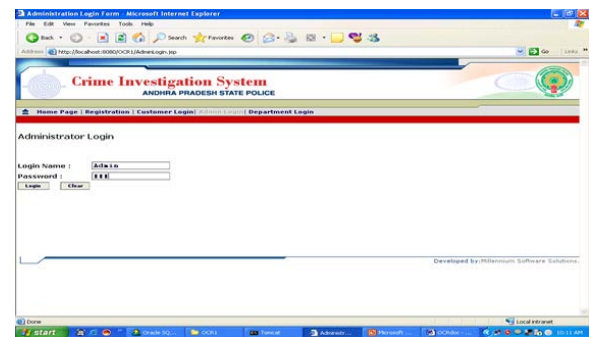 Administration Login Form - Microsoft Internet Explorer
File Edit View Favorites Tools Help
Back Search Favorites
Address http://localhost:8080/OCR1/AdminLogin.jsp Go Links
Crime Investigation System
ANDHRA PRADESH STATE POLICE
Home Page | Registration | Customer Login| Admin Login| Department Login
Administrator Login
Login Name : Admin
Password :
Login Clear
Developed by:Millennium Software Solutions.
Done Local intranet
start Oracle SQ... OCR1 Tomcat Administr... Microsoft ... OCRdoc -... 10:11 AM